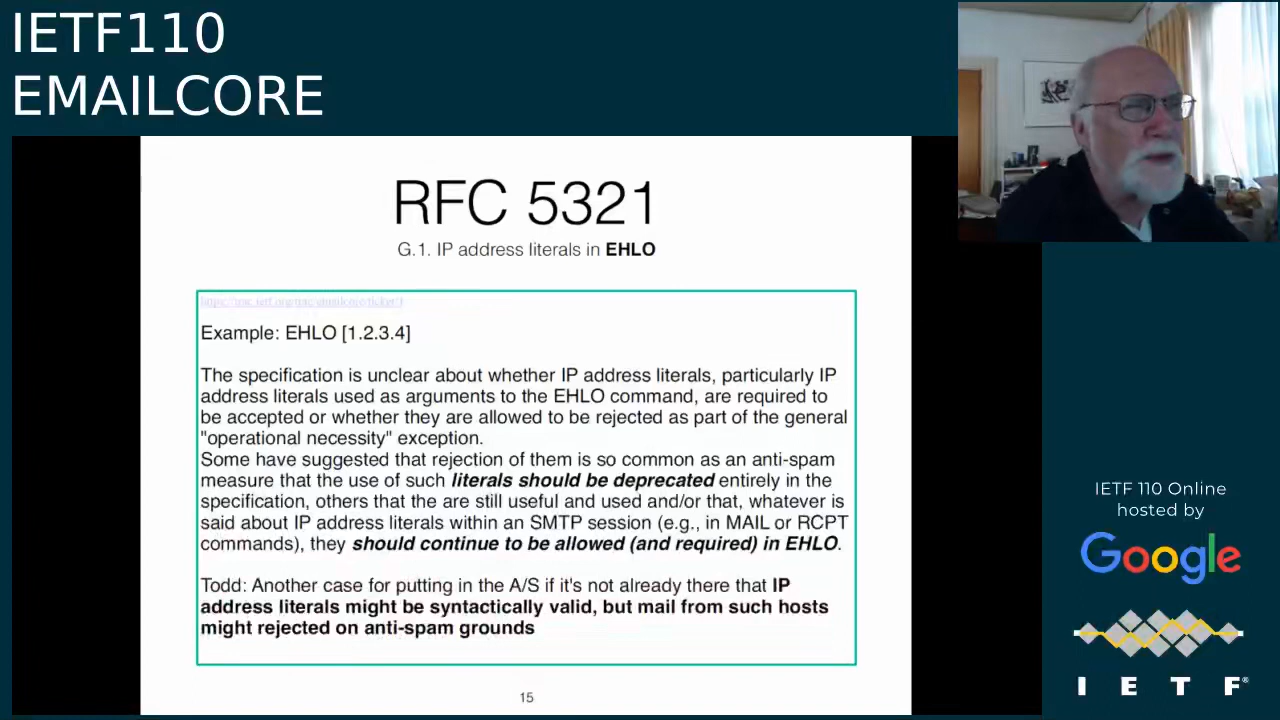 IETF110
EMAILCORE
RFC 5321
G.1. IP address literals in EHLO
Example: EHLO [1.2.3.4]
The specification is unclear about whether IP address literals, particularly IP
address literals used as arguments to the EHLO command, are required to
be accepted or whether they are allowed to be rejected as part of the general
"operational necessity" exception.
Some have suggested that rejection of them is so common as an anti-spam
measure that the use of such literals should be deprecated entirely in the
specification, others that the are still useful and used and/or that, whatever is
said about IP address literals within an SMTP session (e.g., in MAIL or RCPT
commands), they should continue to be allowed (and required) in EHLO.
Todd: Another case for putting in the A/S if it's not already there that IP
address literals might be syntactically valid, but mail from such hosts
might rejected on anti-spam grounds
15
IETF 110 Online
hosted by
Google
I E T F®